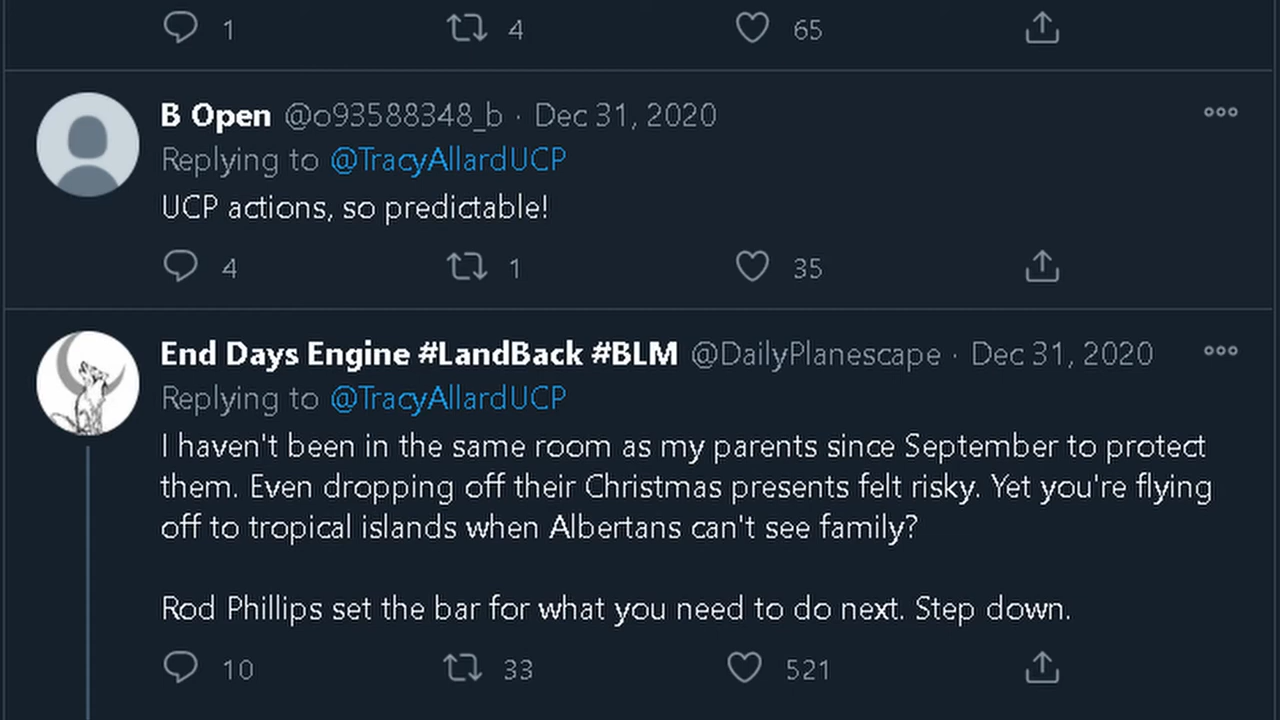 1 4 65
B Open @o93588348_b · Dec 31, 2020
Replying to @TracyAllardUCP
UCP actions, so predictable!
4 1 35
End Days Engine #LandBack #BLM @DailyPlanescape · Dec 31, 2020
Replying to @TracyAllardUCP
I haven't been in the same room as my parents since September to protect
them. Even dropping off their Christmas presents felt risky. Yet you're flying
off to tropical islands when Albertans can't see family?
Rod Phillips set the bar for what you need to do next. Step down.
10 33 521